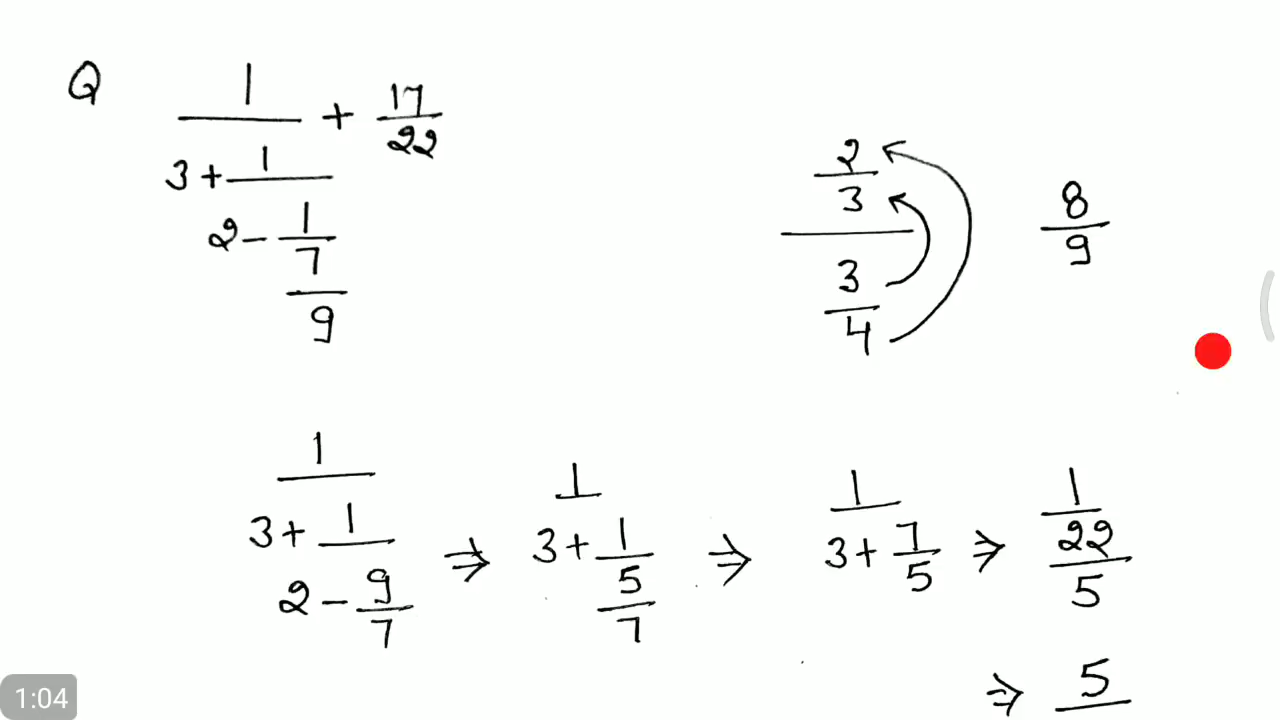 Q 1/(3 + 1/(2 - 1/(7/9))) + 17/22
(2/3)/(3/4) 8/9
1/(3 + 1/(2 - 9/7)) ⇒ 1/(3 + 1/(5/7)) ⇒ 1/(3 + 7/5) ⇒ 1/(22/5)
⇒ 5
1:04